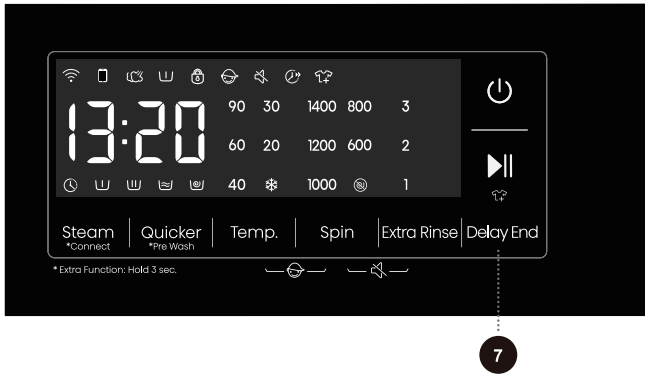 13:20
90 30 1400 800 3
60 20 1200 600 2
40 1000 1
Steam Quicker Temp. Spin Extra Rinse Delay End
*Connect *Pre Wash
* Extra Function: Hold 3 sec.
7